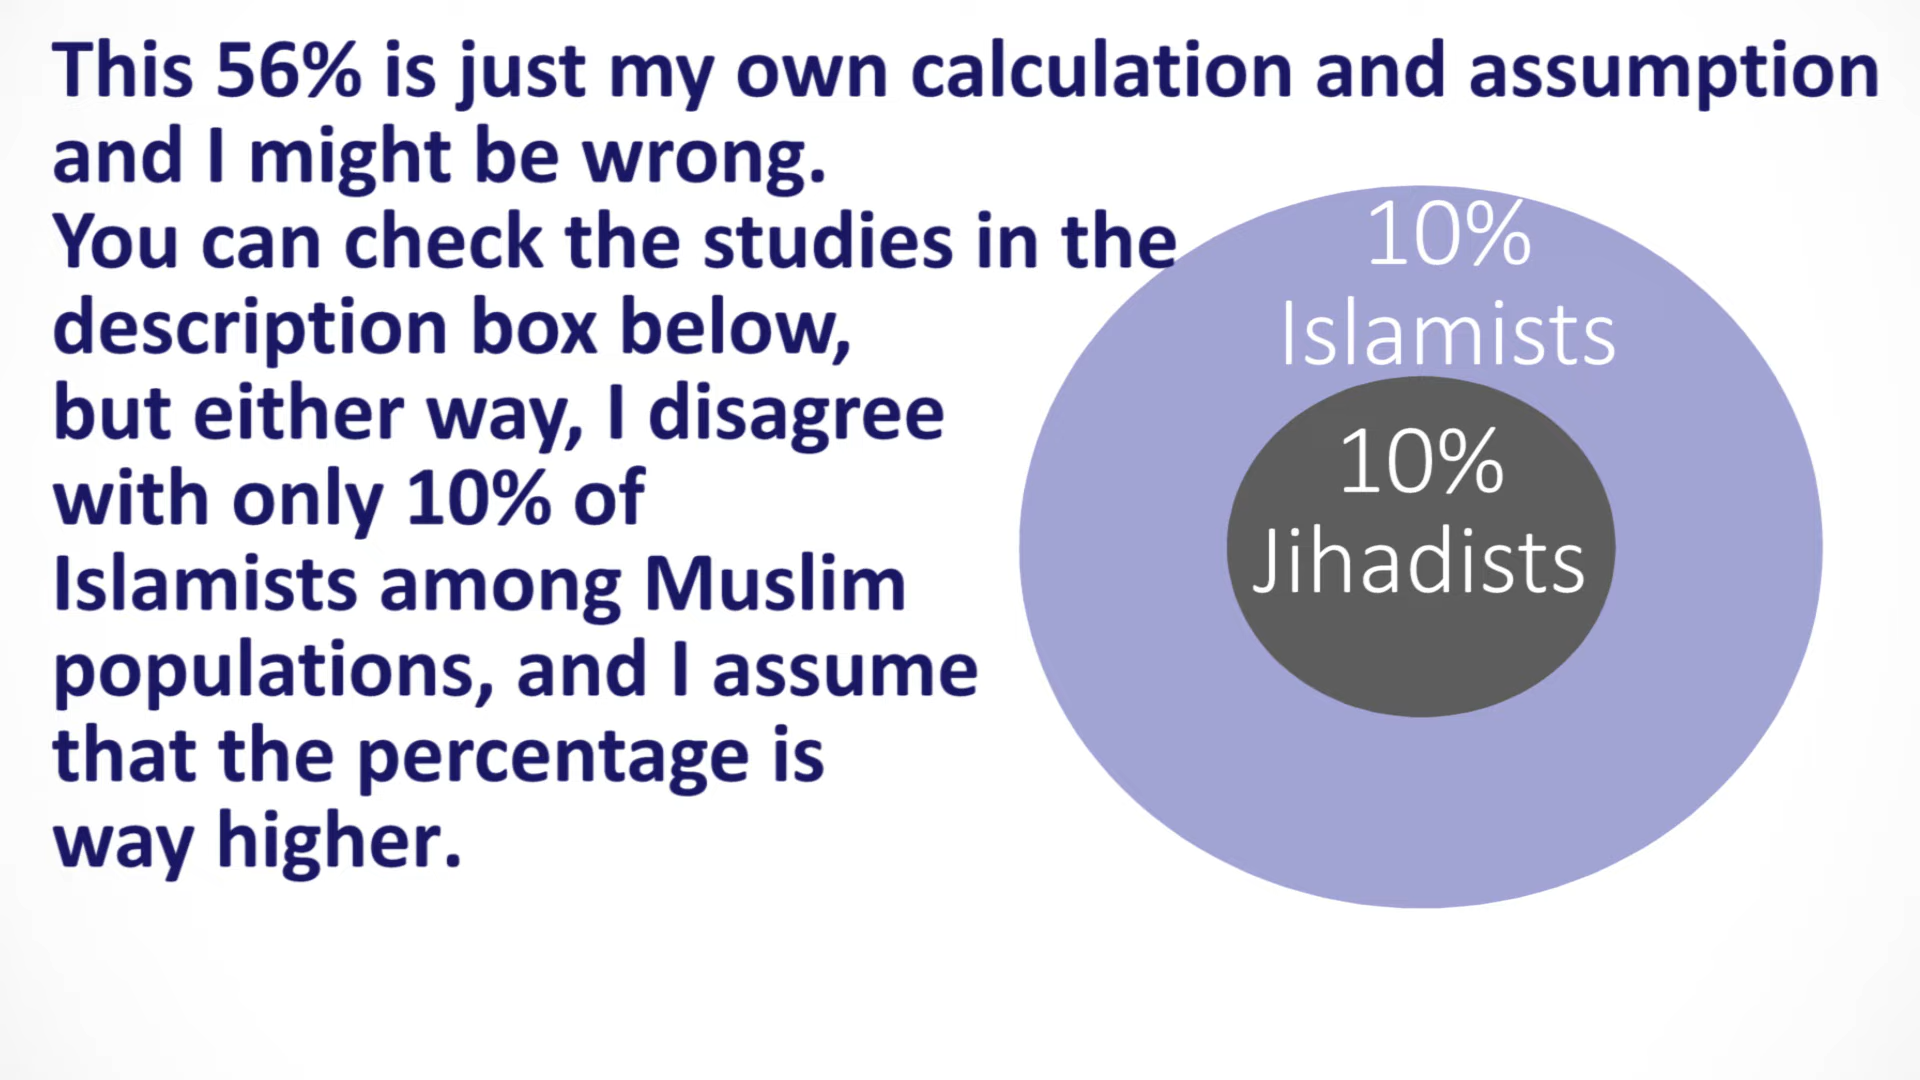 This 56% is just my own calculation and assumption
and I might be wrong.
You can check the studies in the
description box below,
but either way, I disagree
with only 10% of
Islamists among Muslim
populations, and I assume
that the percentage is
way higher.
10%
Islamists
10%
Jihadists